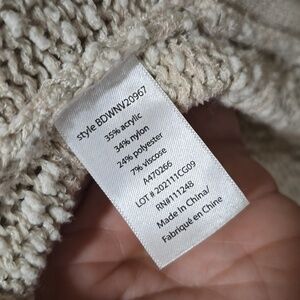 style BDWNV20967
35% acrylic
34% nylon
24% polyester
7% viscose
A470266
LOT # 202111CG09
RN#111248
Made In China/
Fabriqué en Chine